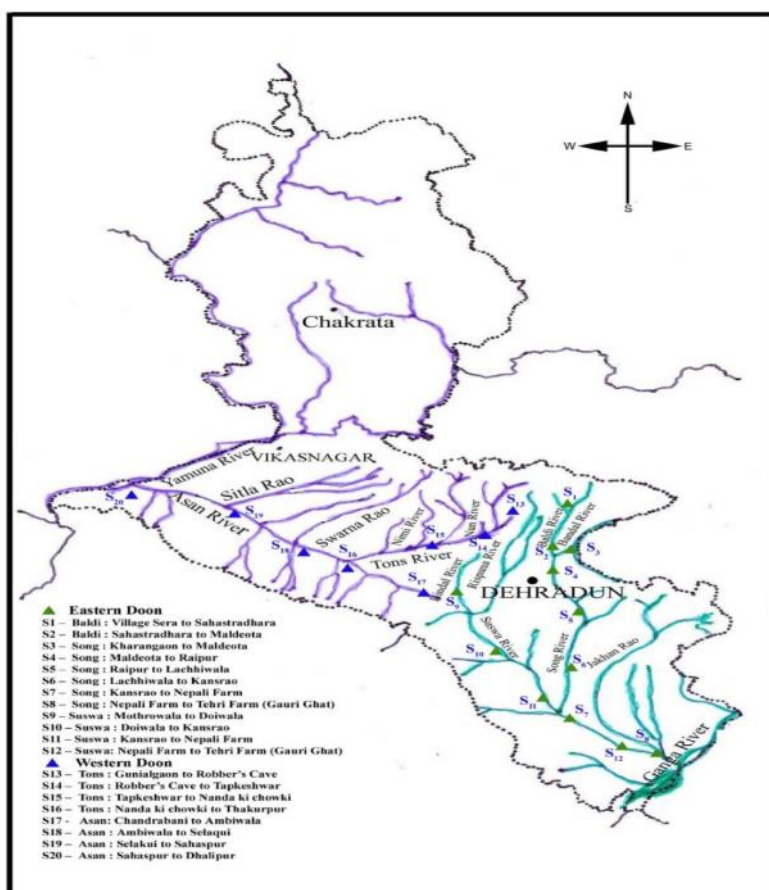 N
W
E
S
Chakrata
VIKASNAGAR
Yamuna River
Sitla Rao
Asan River
Swarna Rao
Nimi River
Nun River
Tons River
Baldi River
Bandal River
Rispana River
DEHRADUN
Suswa River
Song River
Jakhan Rao
Ganga River
S1
S2
S3
S4
S5
S6
S7
S8
S9
S10
S11
S12
S13
S14
S15
S16
S17
S18
S19
S20
Eastern Doon
S1 – Baldi : Village Sera to Sahastradhara
S2 – Baldi : Sahastradhara to Maldeota
S3 – Song : Kharangaon to Maldeota
S4 – Song : Maldeota to Raipur
S5 – Song : Raipur to Lachhiwala
S6 – Song : Lachhiwala to Kansrao
S7 – Song : Kansrao to Nepali Farm
S8 – Song : Nepali Farm to Tehri Farm (Gauri Ghat)
S9 – Suswa : Mothrowala to Doiwala
S10 – Suswa : Doiwala to Kansrao
S11 – Suswa : Kansrao to Nepali Farm
S12 – Suswa: Nepali Farm to Tehri Farm (Gauri Ghat)
Western Doon
S13 – Tons : Gunialgaon to Robber's Cave
S14 – Tons : Robber's Cave to Tapkeshwar
S15 – Tons : Tapkeshwar to Nanda ki chowki
S16 – Tons : Nanda ki chowki to Thakurpur
S17 - Asan: Chandrabani to Ambiwala
S18 – Asan : Ambiwala to Selaqui
S19 – Asan : Selakui to Sahaspur
S20 – Asan : Sahaspur to Dhalipur